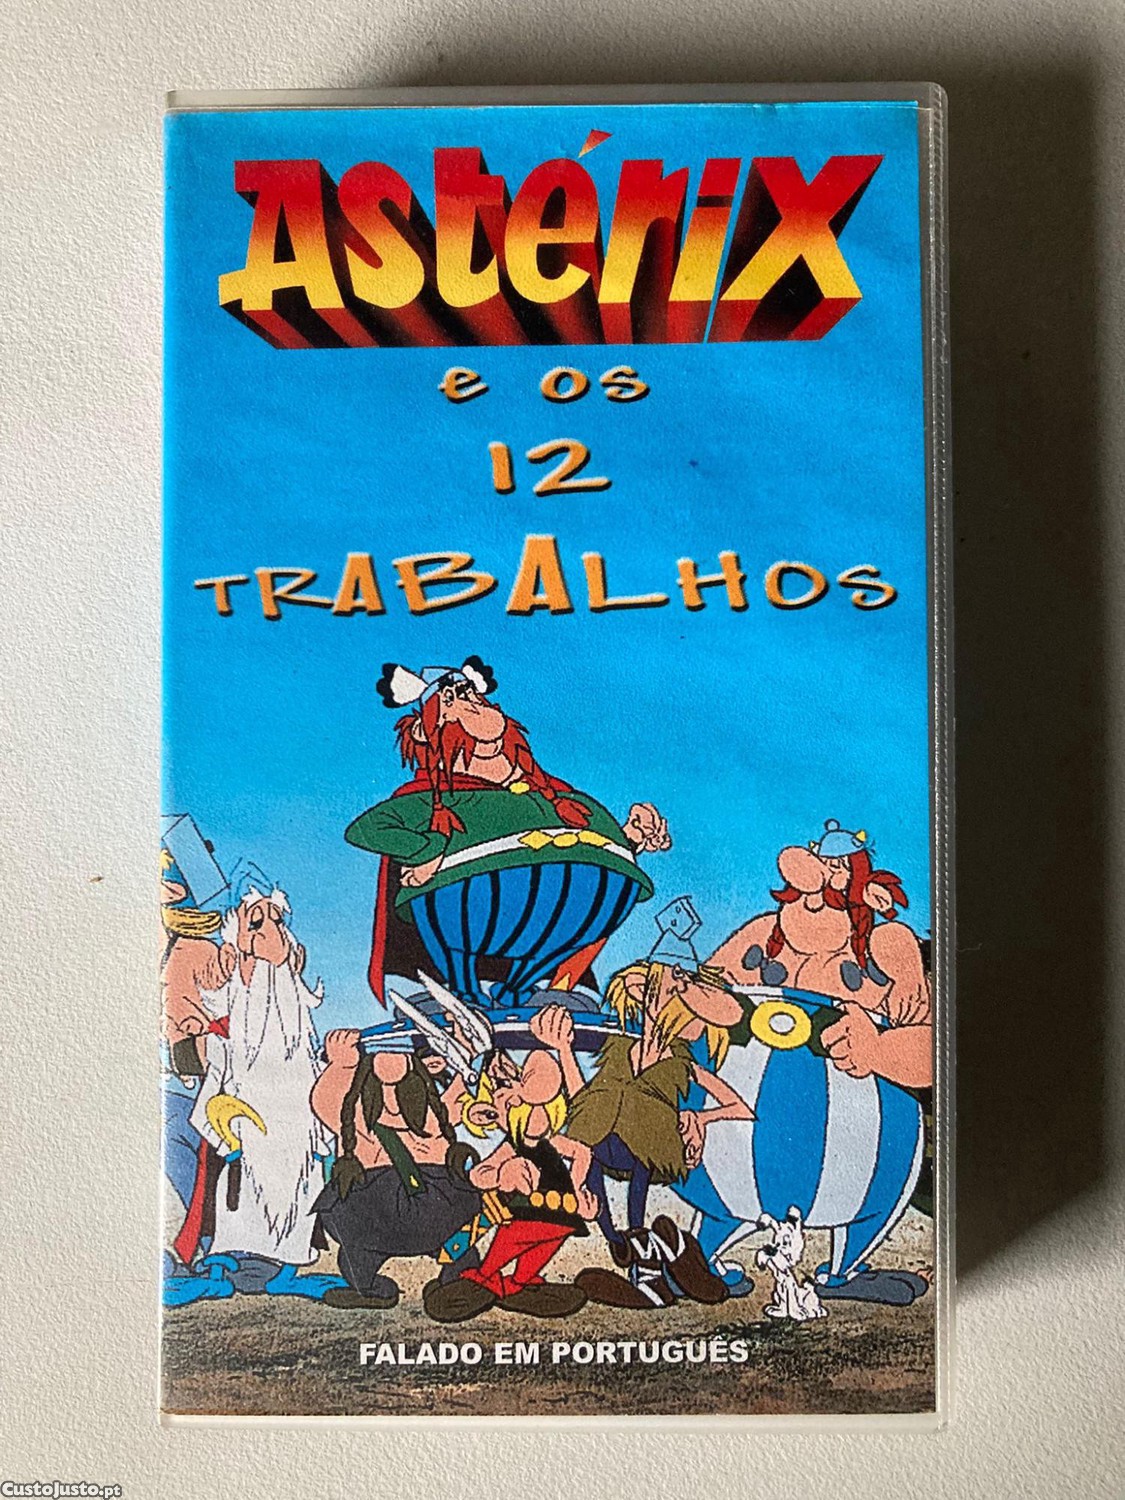 Astérix
e os
12
TRABALHOS
FALADO EM PORTUGUÊS
CustoJusto.pt